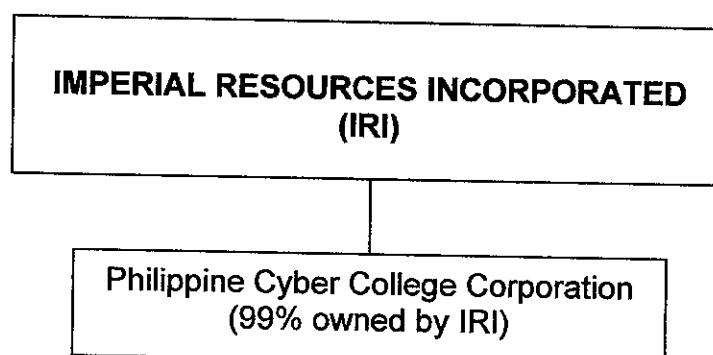 IMPERIAL RESOURCES INCORPORATED
(IRI)
Philippine Cyber College Corporation
(99% owned by IRI)